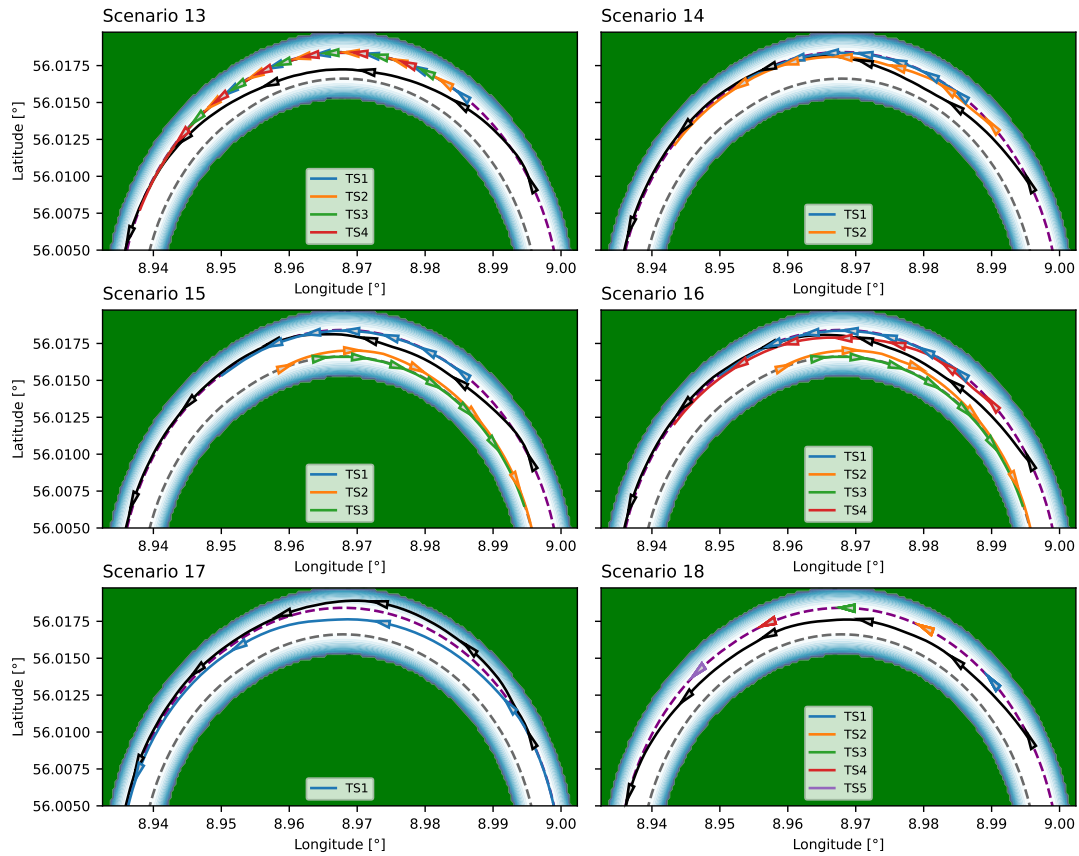 Scenario 13
Latitude [°]
56.0175
56.0150
56.0125
56.0100
56.0075
56.0050
TS1
TS2
TS3
TS4
8.94 8.95 8.96 8.97 8.98 8.99 9.00
Longitude [°]
Scenario 14
TS1
TS2
8.94 8.95 8.96 8.97 8.98 8.99 9.00
Longitude [°]
Scenario 15
Latitude [°]
56.0175
56.0150
56.0125
56.0100
56.0075
56.0050
TS1
TS2
TS3
8.94 8.95 8.96 8.97 8.98 8.99 9.00
Longitude [°]
Scenario 16
TS1
TS2
TS3
TS4
8.94 8.95 8.96 8.97 8.98 8.99 9.00
Longitude [°]
Scenario 17
Latitude [°]
56.0175
56.0150
56.0125
56.0100
56.0075
56.0050
TS1
8.94 8.95 8.96 8.97 8.98 8.99 9.00
Longitude [°]
Scenario 18
TS1
TS2
TS3
TS4
TS5
8.94 8.95 8.96 8.97 8.98 8.99 9.00
Longitude [°]